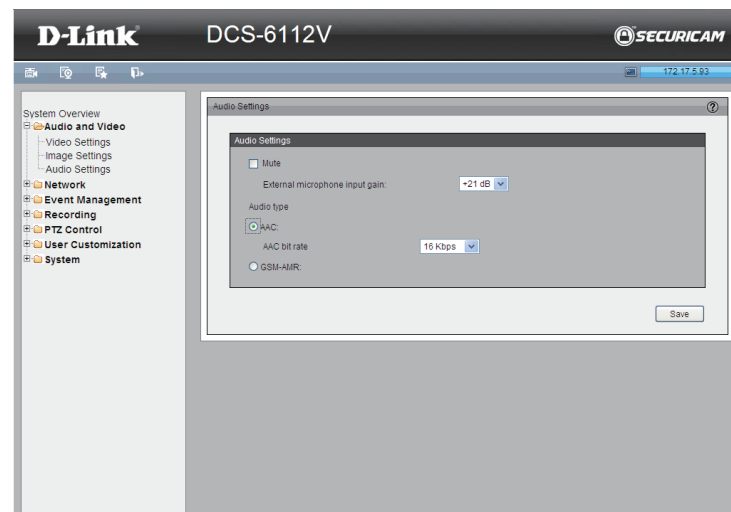 D-Link
DCS-6112V
SECURICAM
172.17.5.93
System Overview
Audio and Video
Video Settings
Image Settings
Audio Settings
Network
Event Management
Recording
PTZ Control
User Customization
System
Audio Settings
Audio Settings
Mute
External microphone input gain: +21 dB
Audio type
AAC:
AAC bit rate 16 Kbps
GSM-AMR:
Save